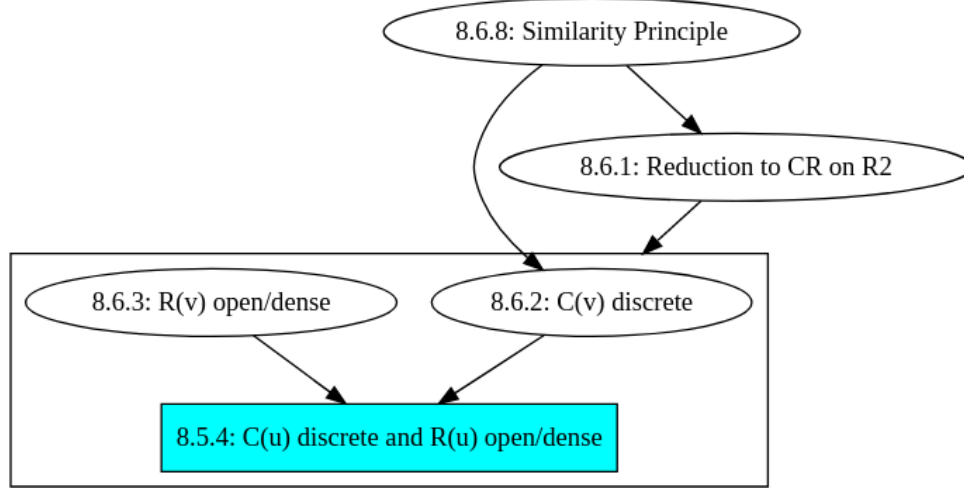 8.6.8: Similarity Principle
8.6.1: Reduction to CR on R2
8.6.3: R(v) open/dense
8.6.2: C(v) discrete
8.5.4: C(u) discrete and R(u) open/dense